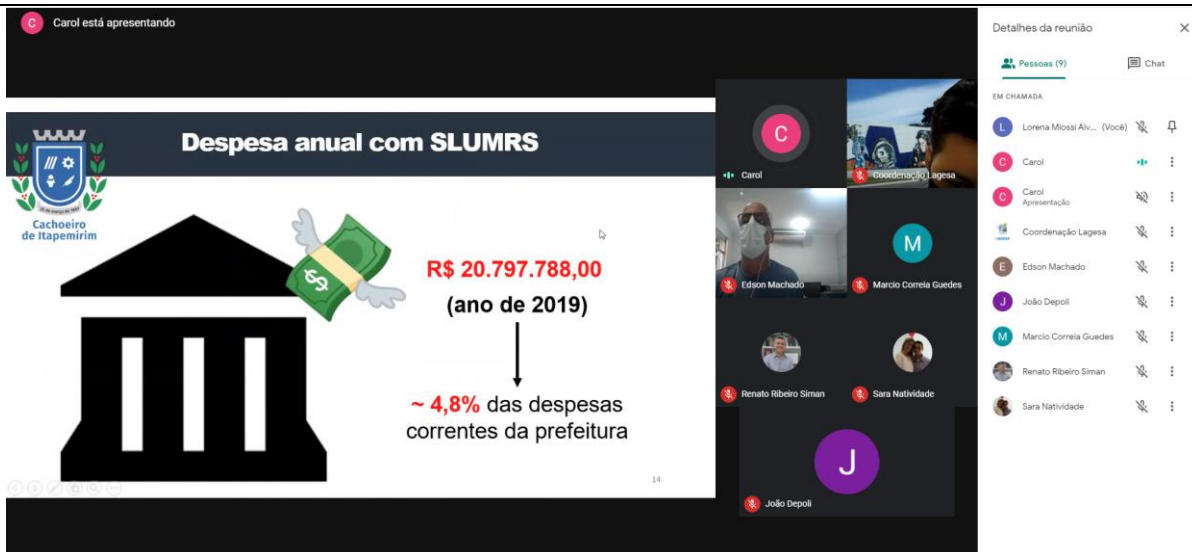 C Carol está apresentando
Despesa anual com SLUMRS
Cachoeiro
de Itapemirim
R$ 20.797.788,00
(ano de 2019)
~ 4,8% das despesas
correntes da prefeitura
14
C
Carol
Coordenação Lagesa
Edson Machado
M
Marcio Correia Guedes
Renato Ribeiro Siman
Sara Natividade
J
João Depoli
Detalhes da reunião
Pessoas (9)
Chat
EM CHAMADA
L Lorena Miossi Alv... (Você)
C Carol
C Carol
Apresentação
Coordenação Lagesa
E Edson Machado
J João Depoli
M Marcio Correia Guedes
Renato Ribeiro Siman
Sara Natividade